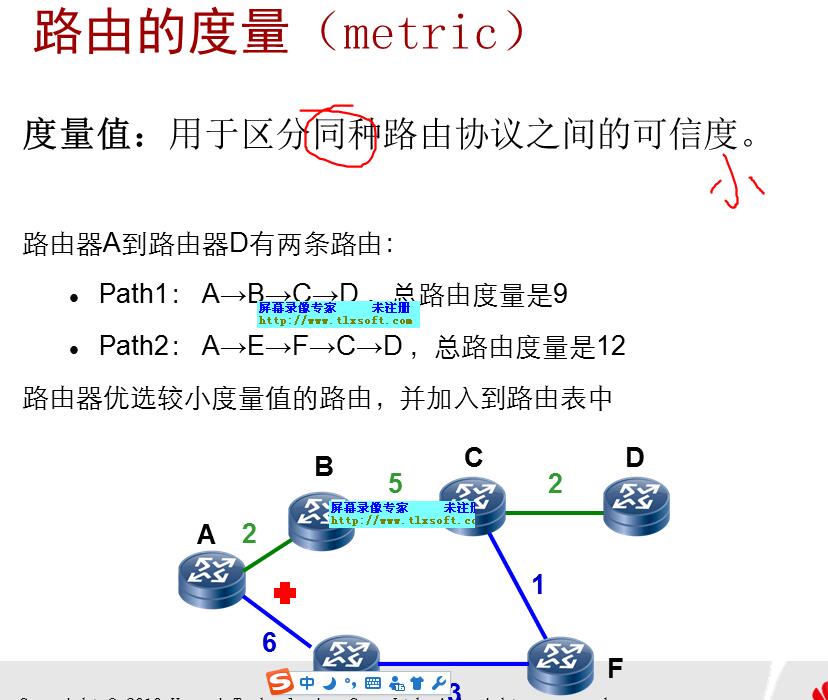 路由的度量（metric）
度量值：用于区分同种路由协议之间的可信度。
小
路由器A到路由器D有两条路由：
• Path1： A→B→C→D ，总路由度量是9
屏幕录像专家 未注册
http://www.tlxsoft.com
• Path2： A→E→F→C→D ，总路由度量是12
路由器优选较小度量值的路由，并加入到路由表中
B
5
C
2
D
屏幕录像专家 未注册
http://www.tlxsoft.c
A
2
1
6
F
中
3